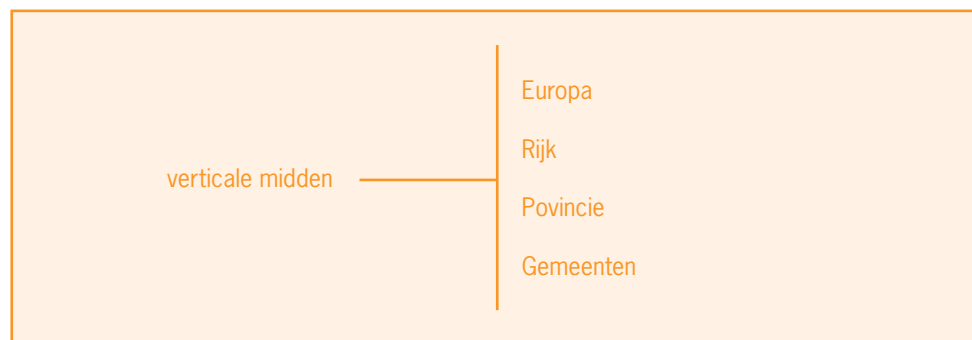 Europa
Rijk
verticale midden
Povincie
Gemeenten